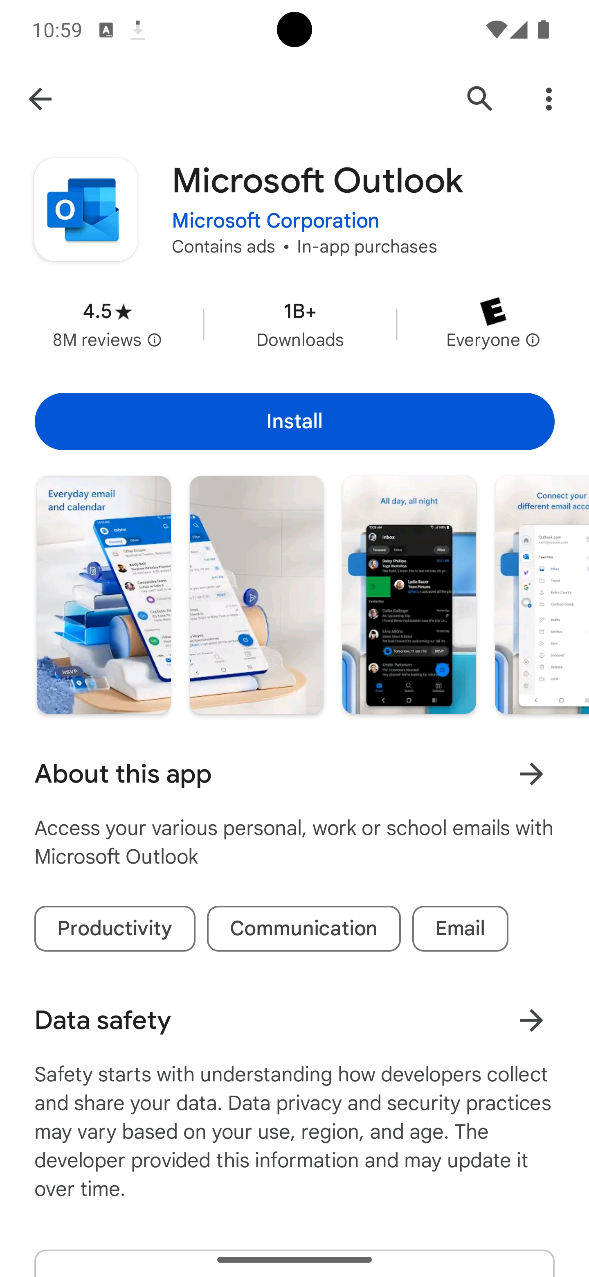 10:59
Microsoft Outlook
Microsoft Corporation
Contains ads • In-app purchases
4.5★
1B+
8M reviews
Downloads
Everyone
Install
Everyday email
and calendar
All day, all night
Connect your
different email acco
About this app
Access your various personal, work or school emails with
Microsoft Outlook
Productivity
Communication
Email
Data safety
Safety starts with understanding how developers collect
and share your data. Data privacy and security practices
may vary based on your use, region, and age. The
developer provided this information and may update it
over time.